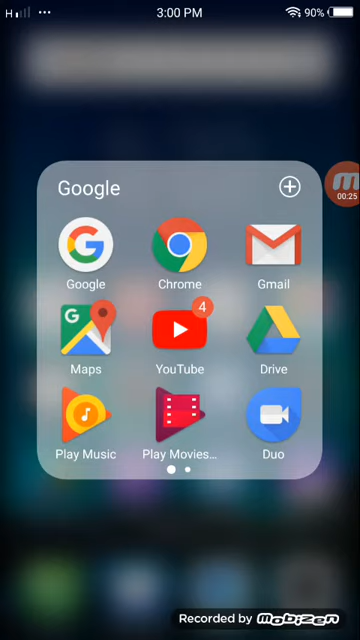 H
3:00 PM
90%
Google
00:25
Google
Chrome
Gmail
G
4
Maps
YouTube
Drive
Play Music
Play Movies...
Duo
Recorded by mobizen